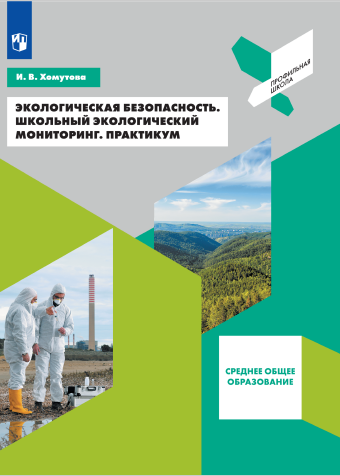 И. В. Хомутова
ПРОФИЛЬНАЯ
ШКОЛА
ЭКОЛОГИЧЕСКАЯ БЕЗОПАСНОСТЬ.
ШКОЛЬНЫЙ ЭКОЛОГИЧЕСКИЙ
МОНИТОРИНГ. ПРАКТИКУМ
СРЕДНЕЕ ОБЩЕЕ
ОБРАЗОВАНИЕ